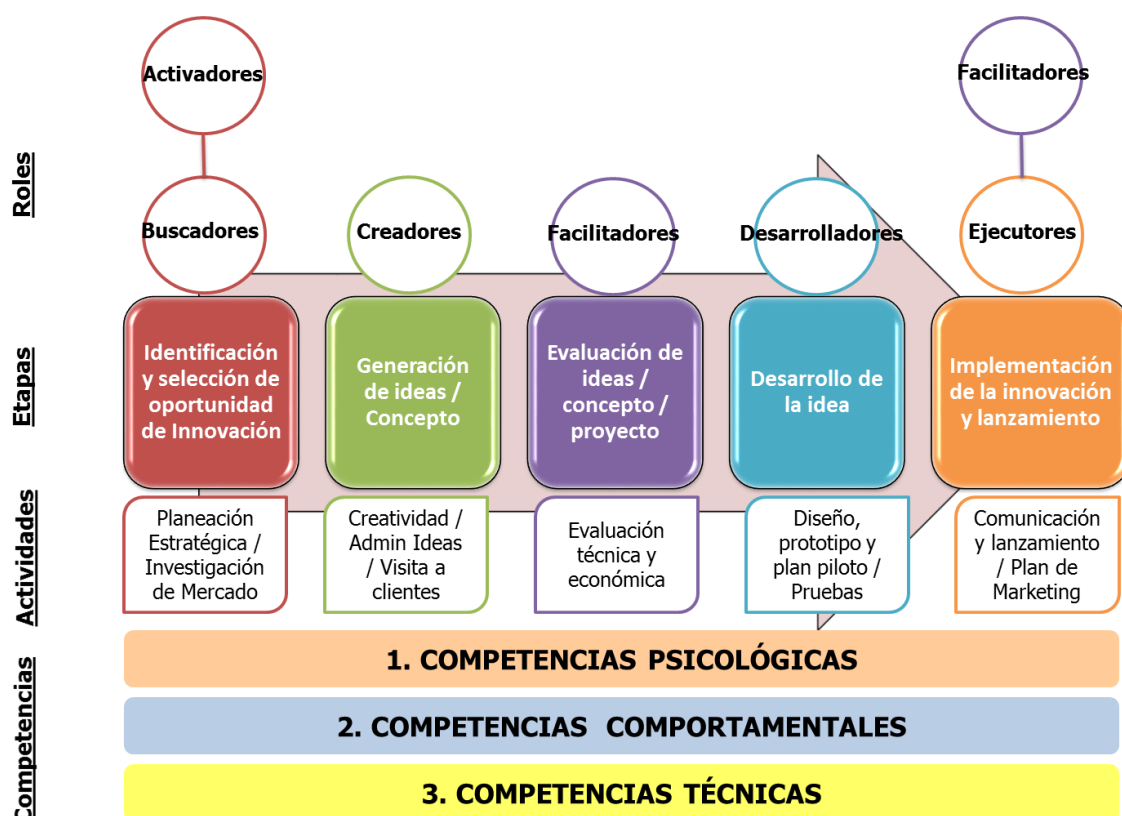 Activadores
Facilitadores
Roles
Buscadores
Creadores
Facilitadores
Desarrolladores
Ejecutores
Etapas
Identificación
y selección de
oportunidad
de Innovación
Generación
de ideas /
Concepto
Evaluación de
ideas /
concepto /
proyecto
Desarrollo de
la idea
Implementación
de la innovación
y lanzamiento
Actividades
Planeación
Estratégica /
Investigación
de Mercado
Creatividad /
Admin Ideas
/ Visita a
clientes
Evaluación
técnica y
económica
Diseño,
prototipo y
plan piloto /
Pruebas
Comunicación
y lanzamiento
/ Plan de
Marketing
Competencias
1. COMPETENCIAS PSICOLÓGICAS
2. COMPETENCIAS COMPORTAMENTALES
3. COMPETENCIAS TÉCNICAS